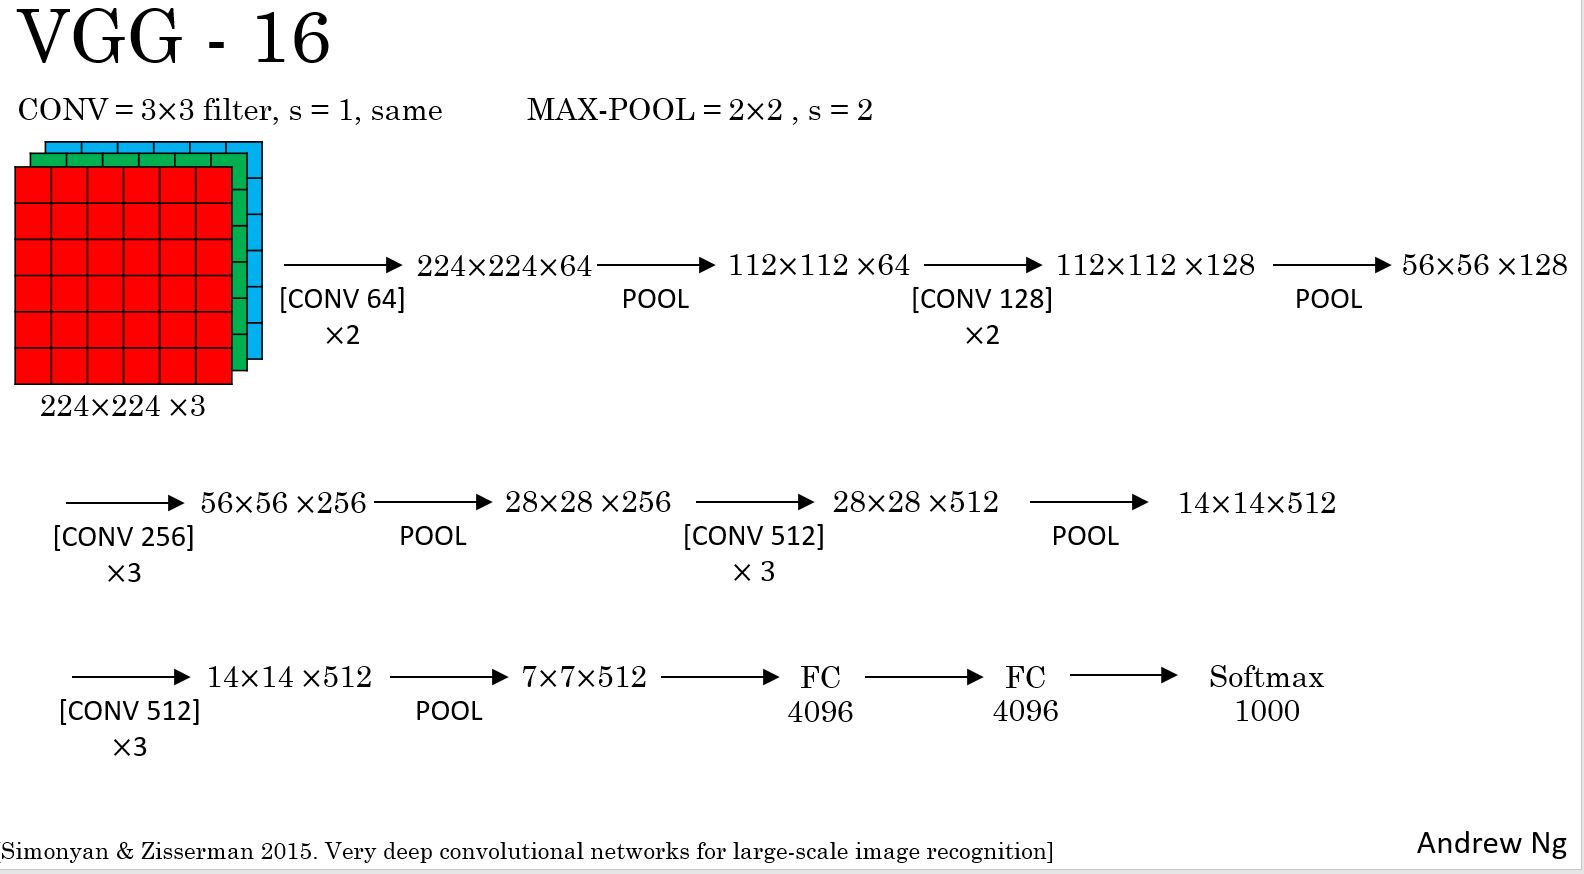 VGG - 16
CONV = 3×3 filter, s = 1, same
MAX-POOL = 2×2 , s = 2
224×224 ×3
[CONV 64]
×2
224×224×64
POOL
112×112 ×64
[CONV 128]
×2
112×112 ×128
POOL
56×56 ×128
[CONV 256]
×3
56×56 ×256
POOL
28×28 ×256
[CONV 512]
× 3
28×28 ×512
POOL
14×14×512
[CONV 512]
×3
14×14 ×512
POOL
7×7×512
FC
4096
FC
4096
Softmax
1000
[Simonyan & Zisserman 2015. Very deep convolutional networks for large-scale image recognition]
Andrew Ng